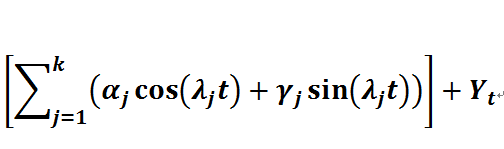 [∑_{j=1}^{k}(α_j cos(λ_j t) + γ_j sin(λ_j t))] + Y_t